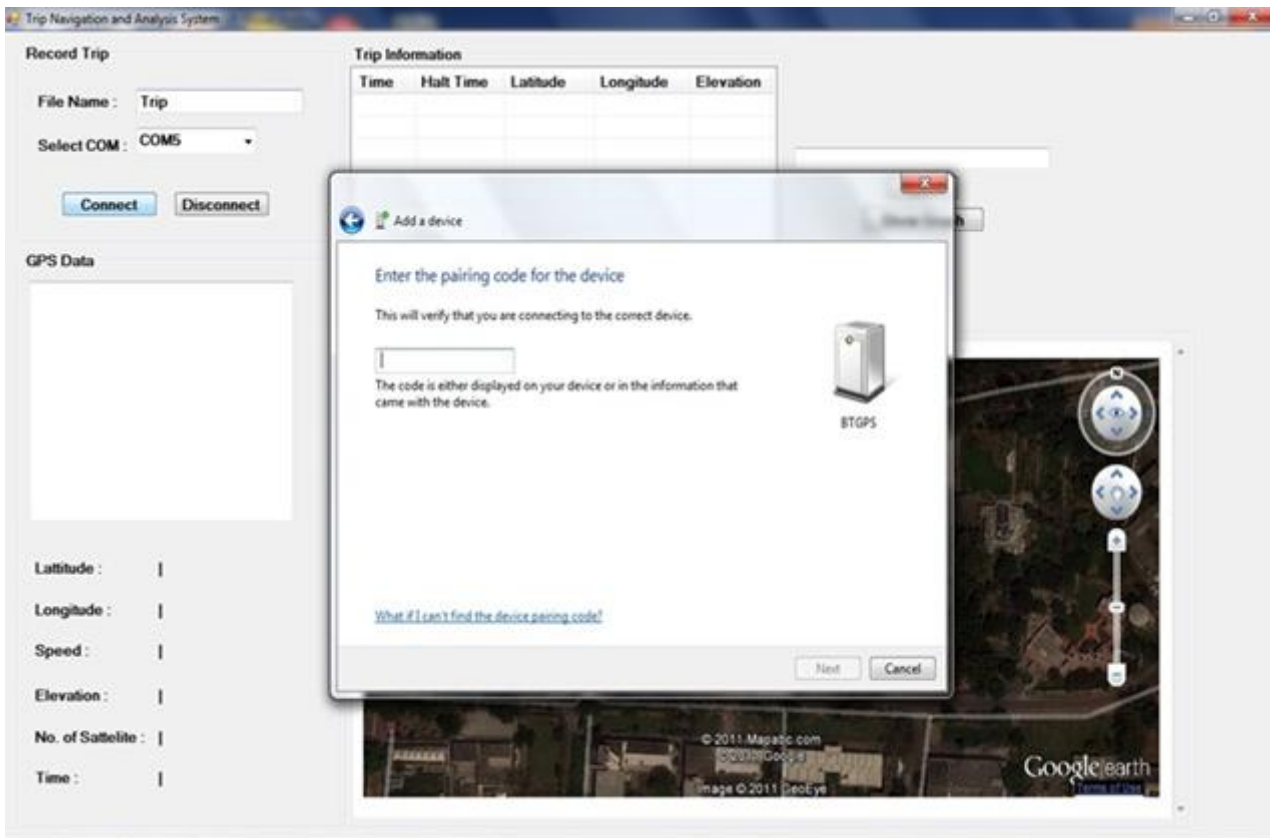 Trip Navigation and Analysis System
Record Trip
File Name : Trip
Select COM : COM5
Connect Disconnect
GPS Data
Lattitude : |
Longitude : |
Speed : |
Elevation : |
No. of Sattelite : |
Time : |
Trip Information
Time Halt Time Latitude Longitude Elevation
Add a device
Enter the pairing code for the device
This will verify that you are connecting to the correct device.
The code is either displayed on your device or in the information that
came with the device.
BTGPS
What if I can't find the device pairing code?
Next Cancel
© 2011 Mapabc.com
Image © 2011 GeoEye
Google earth
Terms of Use